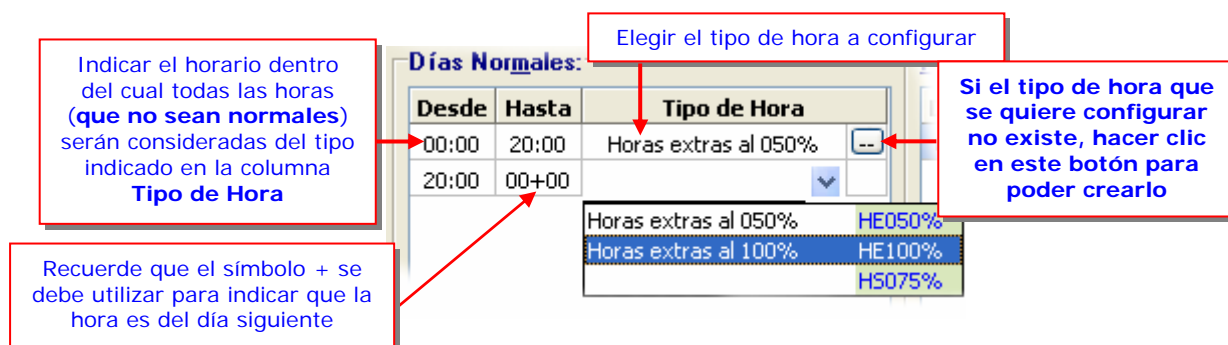 Elegir el tipo de hora a configurar
Indicar el horario dentro
del cual todas las horas
(que no sean normales)
serán consideradas del tipo
indicado en la columna
Tipo de Hora
Días Normales:
Desde Hasta Tipo de Hora
00:00 20:00 Horas extras al 050% --
20:00 00+00
Horas extras al 050% HE050%
Horas extras al 100% HE100%
HS075%
Si el tipo de hora que
se quiere configurar
no existe, hacer clic
en este botón para
poder crearlo
Recuerde que el símbolo + se
debe utilizar para indicar que la
hora es del día siguiente